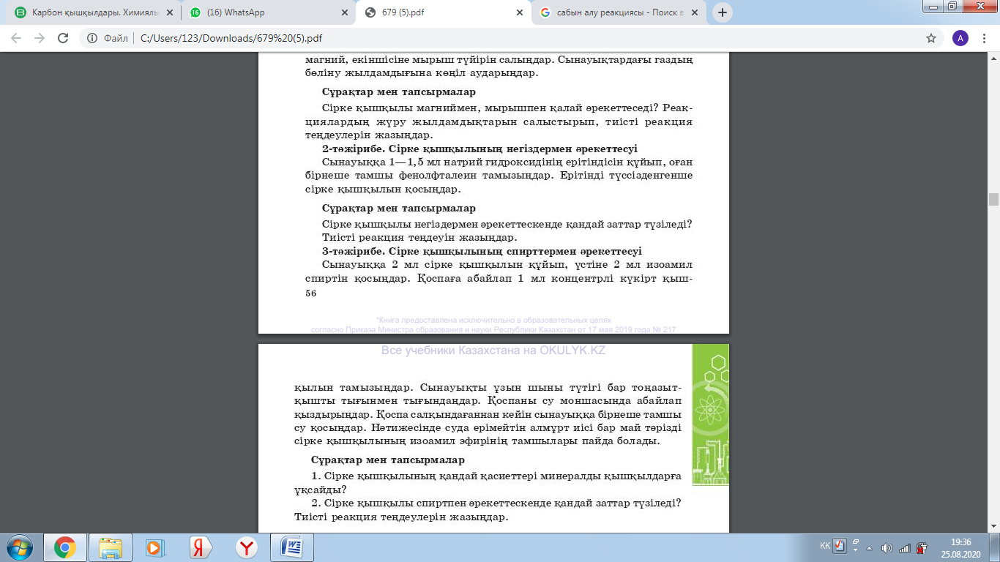 Карбон қышқылдары. Химиялы
(16) WhatsApp
679 (5).pdf
сабын алу реакциясы - Поиск в
Файл
C:/Users/123/Downloads/679%20(5).pdf
A
магний, екіншісіне мырыш түйірін салыңдар. Сынауықтардағы газдың
бөліну жылдамдығына көңіл аударыңдар.
Сұрақтар мен тапсырмалар
Сірке қышқылы магниймен, мырышпен қалай әрекеттеседі? Реак-
циялардың жүру жылдамдықтарын салыстырып, тиісті реакция
теңдеулерін жазыңдар.
2-тәжірибе. Сірке қышқылының негіздермен әрекеттесуі
Сынауыққа 1—1,5 мл натрий гидроксидінің ерітіндісін құйып, оған
бірнеше тамшы фенолфталеин тамызыңдар. Ерітінді түссізденгенше
сірке қышқылын қосыңдар.
Сұрақтар мен тапсырмалар
Сірке қышқылы негіздермен әрекеттескенде қандай заттар түзіледі?
Тиісті реакция теңдеуін жазыңдар.
3-тәжірибе. Сірке қышқылының спирттермен әрекеттесуі
Сынауыққа 2 мл сірке қышқылын құйып, үстіне 2 мл изоамил
спиртін қосыңдар. Қоспаға абайлап 1 мл концентрлі күкірт қыш-
56
*Книга предоставлена исключительно в образовательных целях
согласно Приказа Министра образования и науки Республики Казахстан от 17 мая 2019 года № 217
Все учебники Казахстана на OKULYK.KZ
қылын тамызыңдар. Сынауықты ұзын шыны түтігі бар тоңазыт-
қышты тығынмен тығындаңдар. Қоспаны су моншасында абайлап
қыздырыңдар. Қоспа салқындағаннан кейін сынауыққа бірнеше тамшы
су қосыңдар. Нәтижесінде суда ерімейтін алмұрт иісі бар май тәрізді
сірке қышқылының изоамил эфирінің тамшылары пайда болады.
Сұрақтар мен тапсырмалар
1. Сірке қышқылының қандай қасиеттері минералды қышқылдарға
ұқсайды?
2. Сірке қышқылы спиртпен әрекеттескенде қандай заттар түзіледі?
Тиісті реакция теңдеулерін жазыңдар.
KK
19:36
25.08.2020